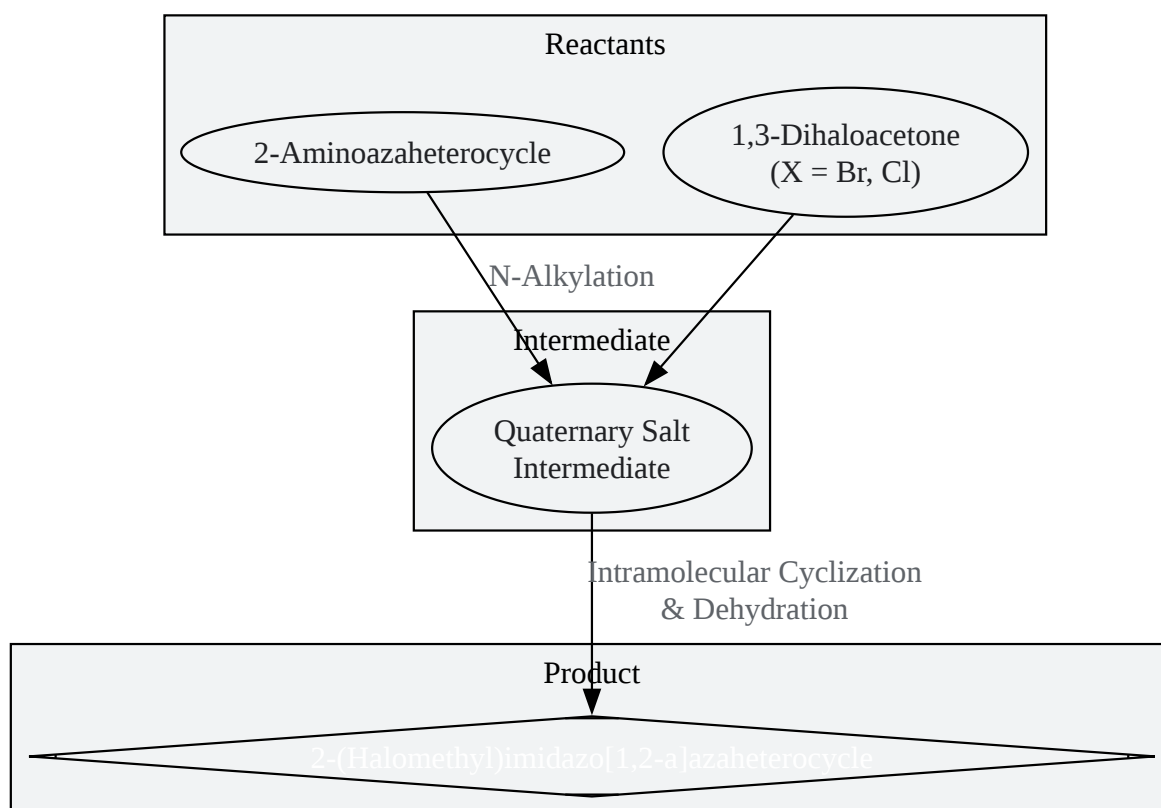 Reactants
2-Aminoazaheterocycle
1,3-Dihaloacetone
(X = Br, Cl)
N-Alkylation
Intermediate
Quaternary Salt
Intermediate
Intramolecular Cyclization
& Dehydration
Product
2-(Halomethyl)imidazo[1,2-a]azaheterocycle